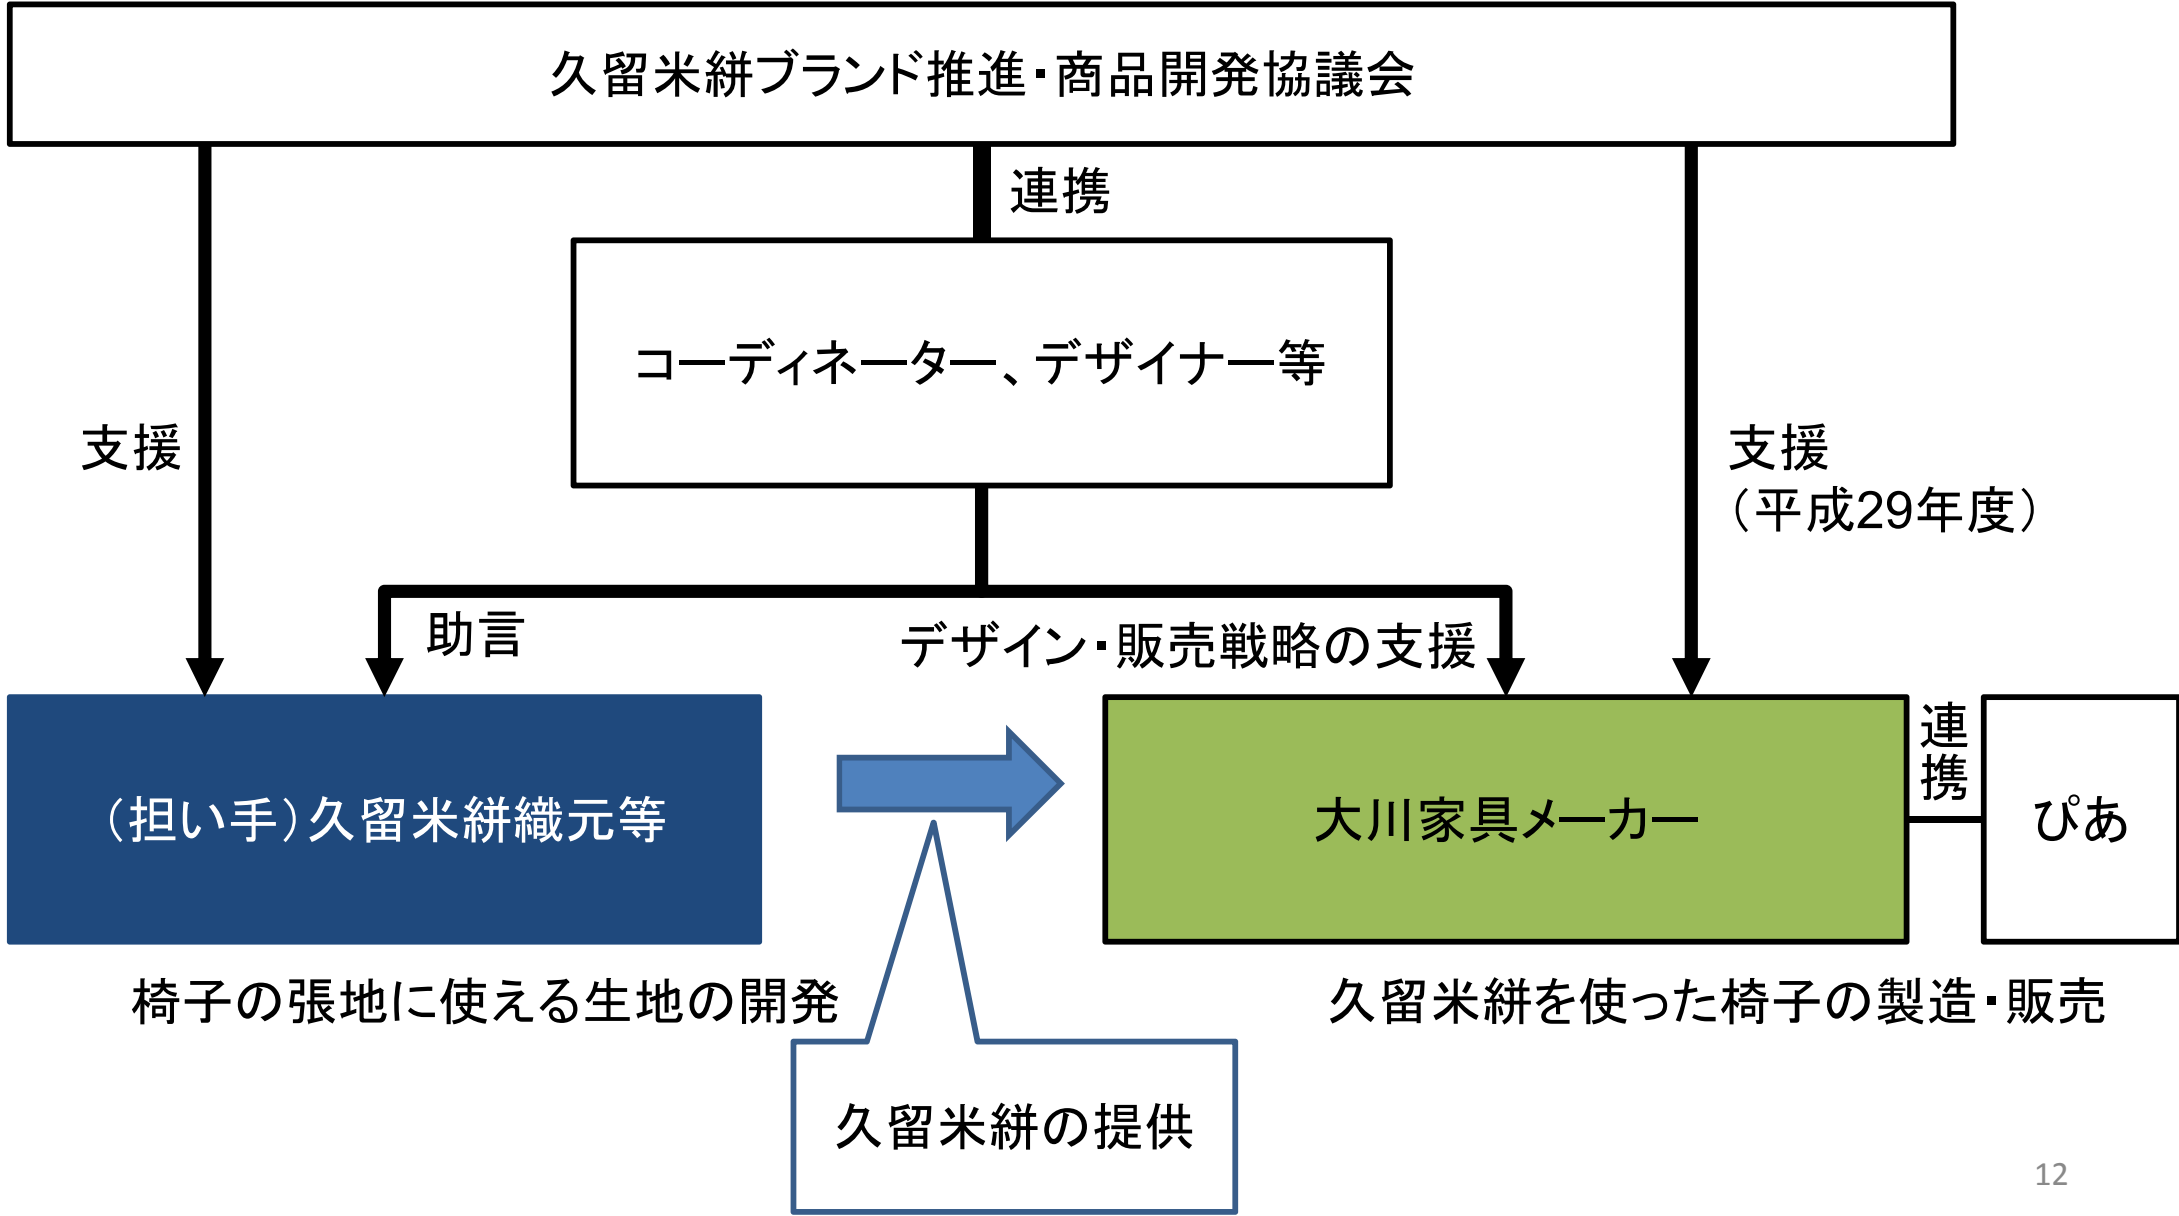 久留米絣ブランド推進・商品開発協議会
連携
コーディネーター、デザイナー等
支援
支援
（平成29年度）
助言
デザイン・販売戦略の支援
（担い手）久留米絣織元等
大川家具メーカー
連携
ぴあ
椅子の張地に使える生地の開発
久留米絣を使った椅子の製造・販売
久留米絣の提供
12